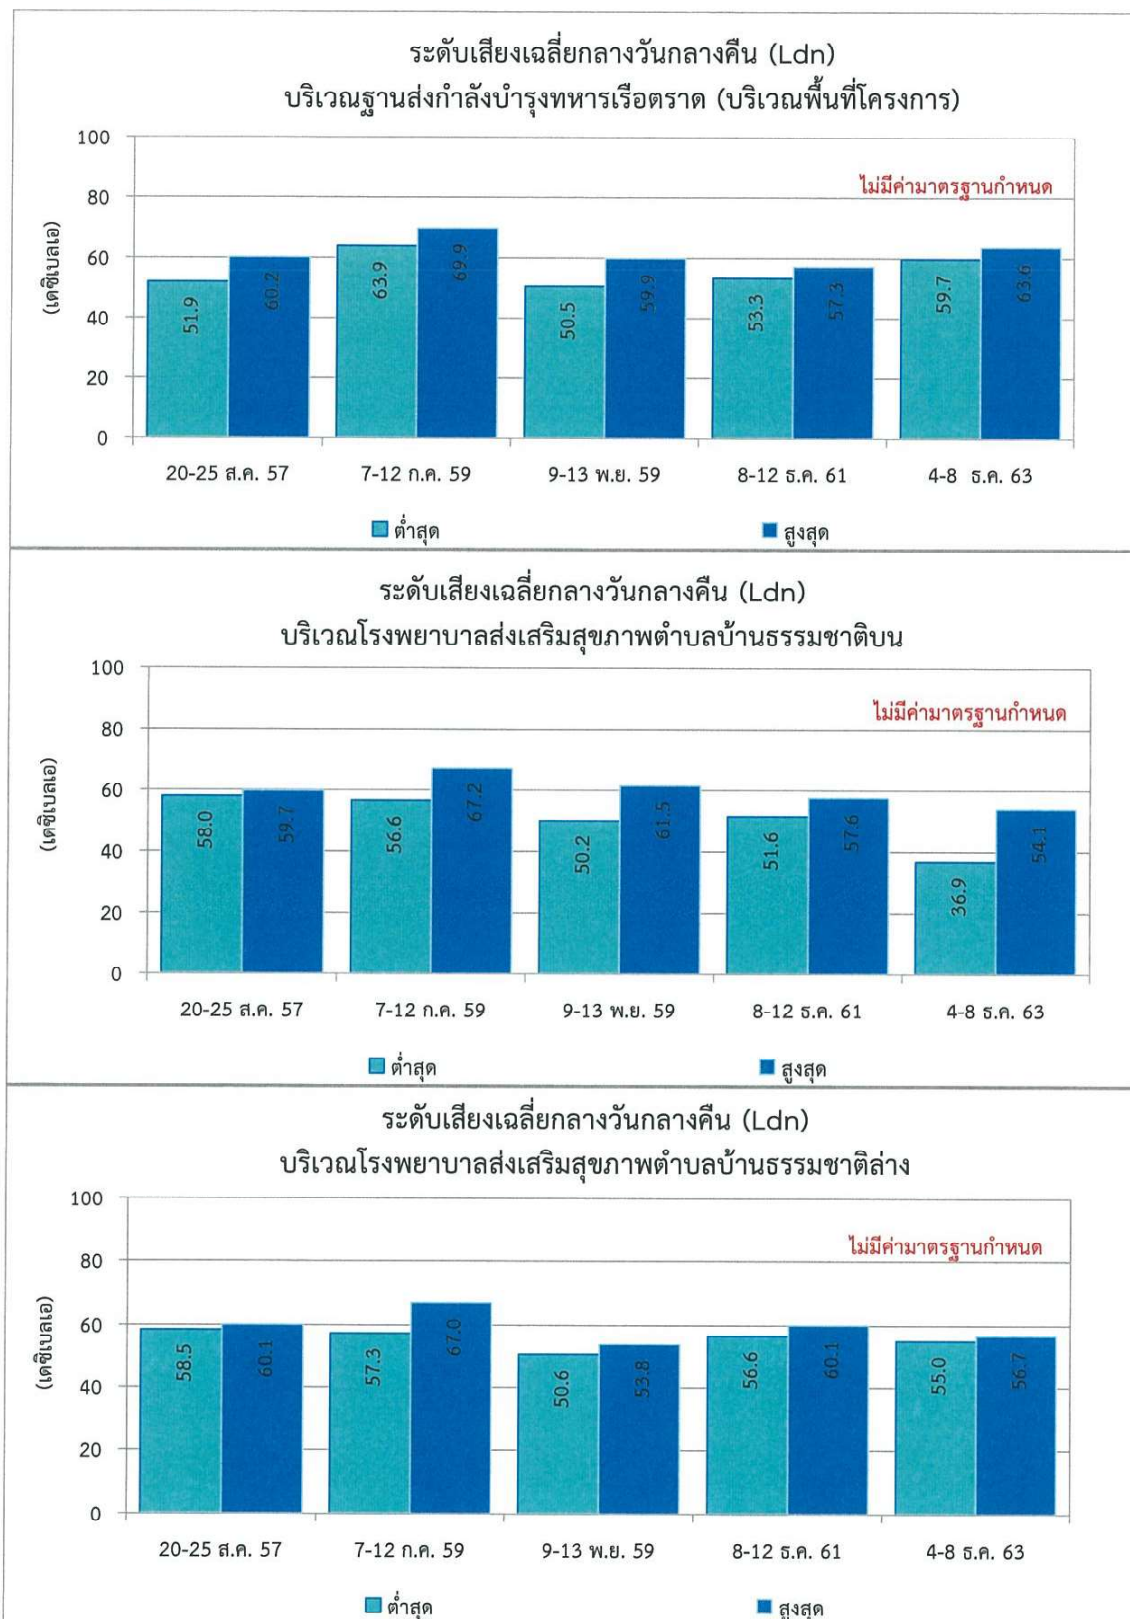 ระดับเสียงเฉลี่ยกลางวันกลางคืน (Ldn)
บริเวณฐานส่งกำลังบำรุงทหารเรือตราด (บริเวณพื้นที่โครงการ)
100
ไม่มีค่ามาตรฐานกำหนด
80
60
40
20
0
(เดซิเบลเอ)
51.9 60.2 63.9 69.9 50.5 59.9 53.3 57.3 59.7 63.6
20-25 ส.ค. 57 7-12 ก.ค. 59 9-13 พ.ย. 59 8-12 ธ.ค. 61 4-8 ธ.ค. 63
ต่ำสุด สูงสุด
ระดับเสียงเฉลี่ยกลางวันกลางคืน (Ldn)
บริเวณโรงพยาบาลส่งเสริมสุขภาพตำบลบ้านธรรมชาติบน
100
ไม่มีค่ามาตรฐานกำหนด
80
60
40
20
0
(เดซิเบลเอ)
58.0 59.7 56.6 67.2 50.2 61.5 51.6 57.6 36.9 54.1
20-25 ส.ค. 57 7-12 ก.ค. 59 9-13 พ.ย. 59 8-12 ธ.ค. 61 4-8 ธ.ค. 63
ต่ำสุด สูงสุด
ระดับเสียงเฉลี่ยกลางวันกลางคืน (Ldn)
บริเวณโรงพยาบาลส่งเสริมสุขภาพตำบลบ้านธรรมชาติล่าง
100
ไม่มีค่ามาตรฐานกำหนด
80
60
40
20
0
(เดซิเบลเอ)
58.5 60.1 57.3 67.0 50.6 53.8 56.6 60.1 55.0 56.7
20-25 ส.ค. 57 7-12 ก.ค. 59 9-13 พ.ย. 59 8-12 ธ.ค. 61 4-8 ธ.ค. 63
ต่ำสุด สูงสุด